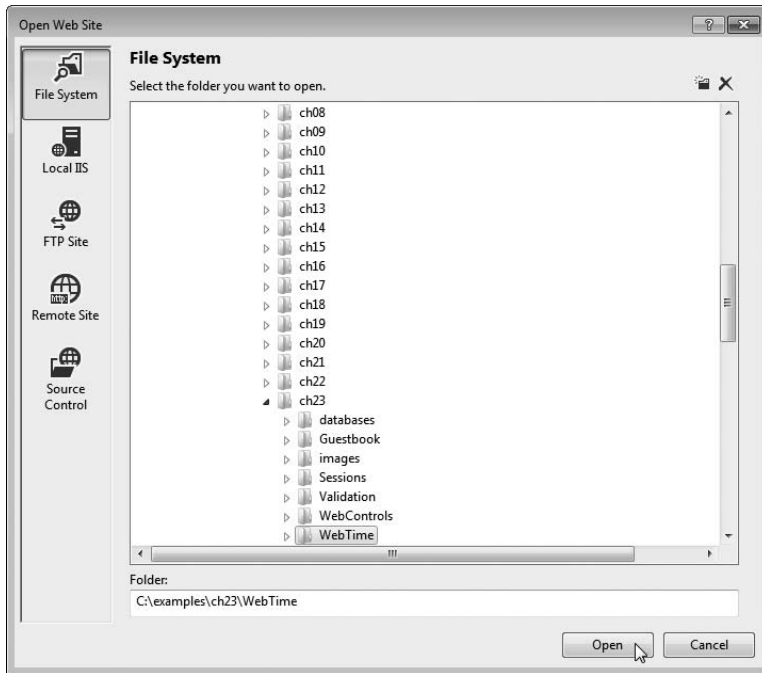 Open Web Site
File System
Local IIS
FTP Site
http:
Remote Site
Source
Control
File System
Select the folder you want to open.
ch08
ch09
ch10
ch11
ch12
ch13
ch14
ch15
ch16
ch17
ch18
ch19
ch20
ch21
ch22
ch23
databases
Guestbook
images
Sessions
Validation
WebControls
WebTime
Folder:
C:\examples\ch23\WebTime
Open
Cancel